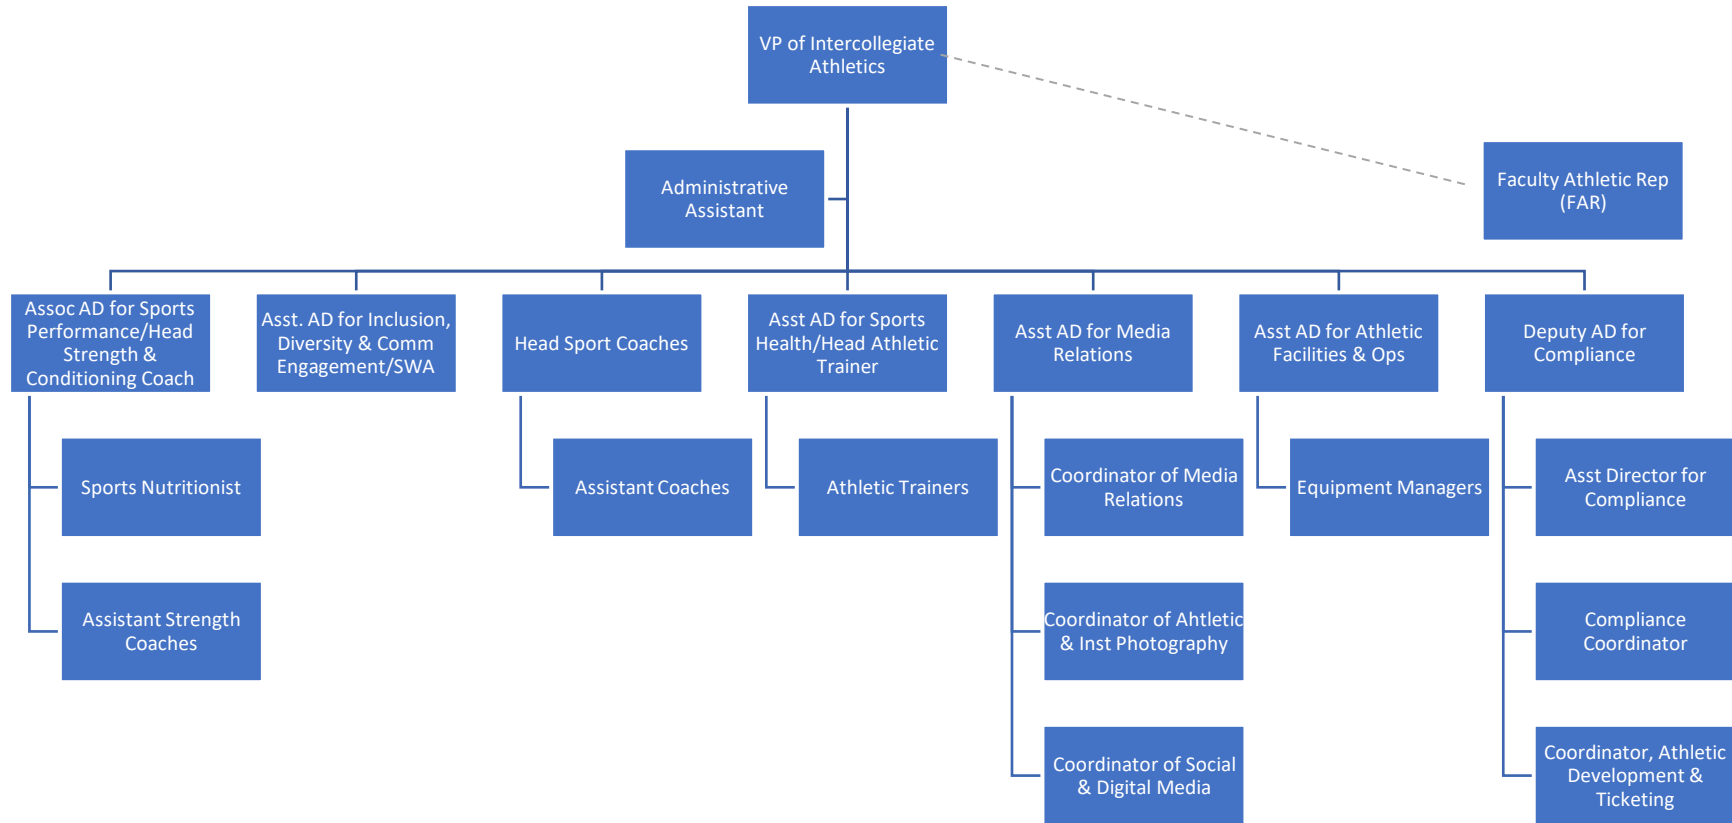 VP of Intercollegiate
Athletics
Administrative
Assistant
Faculty Athletic Rep
(FAR)
Assoc AD for Sports
Performance/Head
Strength &
Conditioning Coach
Asst. AD for Inclusion,
Diversity & Comm
Engagement/SWA
Head Sport Coaches
Asst AD for Sports
Health/Head Athletic
Trainer
Asst AD for Media
Relations
Asst AD for Athletic
Facilities & Ops
Deputy AD for
Compliance
Sports Nutritionist
Assistant Coaches
Athletic Trainers
Coordinator of Media
Relations
Equipment Managers
Asst Director for
Compliance
Assistant Strength
Coaches
Coordinator of Ahtletic
& Inst Photography
Compliance
Coordinator
Coordinator of Social
& Digital Media
Coordinator, Athletic
Development &
Ticketing